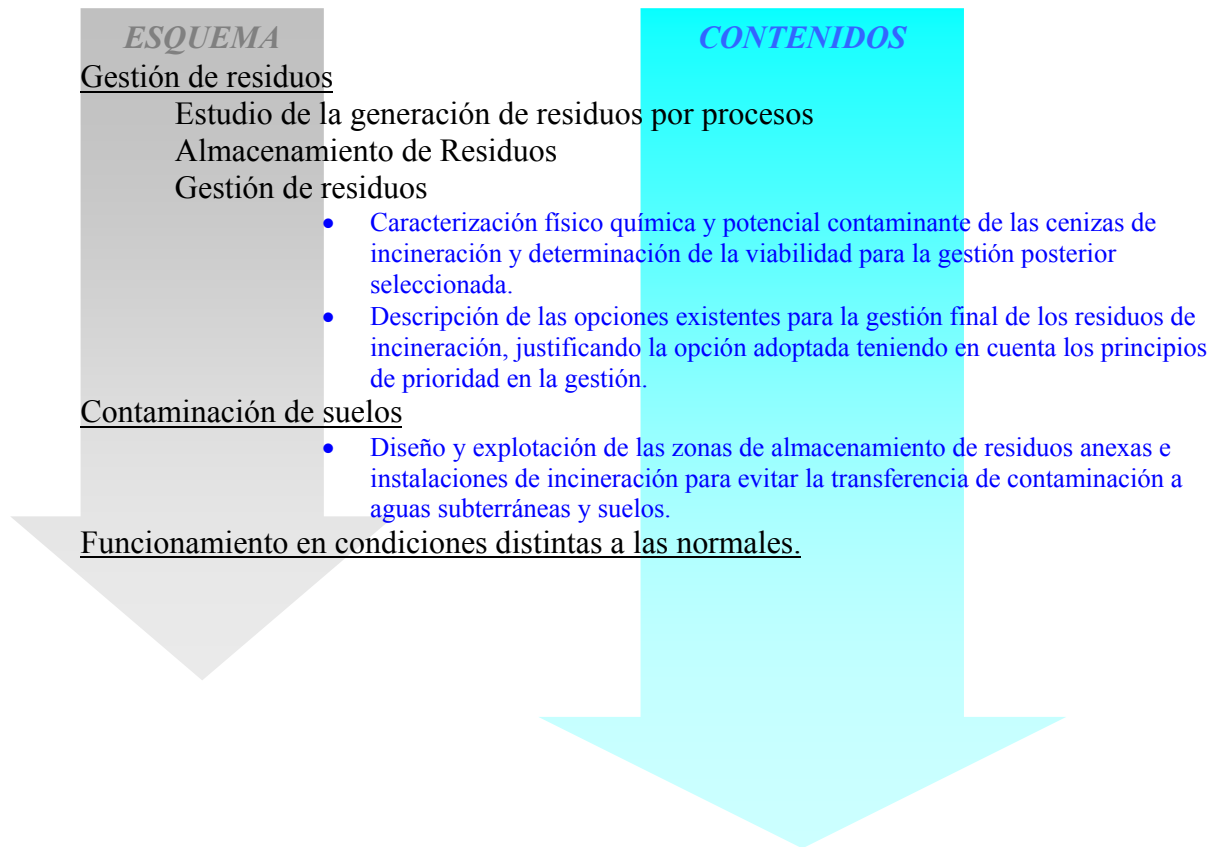 ESQUEMA
CONTENIDOS
Gestión de residuos
Estudio de la generación de residuos por procesos
Almacenamiento de Residuos
Gestión de residuos
• Caracterización físico química y potencial contaminante de las cenizas de
incineración y determinación de la viabilidad para la gestión posterior
seleccionada.
• Descripción de las opciones existentes para la gestión final de los residuos de
incineración, justificando la opción adoptada teniendo en cuenta los principios
de prioridad en la gestión.
Contaminación de suelos
• Diseño y explotación de las zonas de almacenamiento de residuos anexas e
instalaciones de incineración para evitar la transferencia de contaminación a
aguas subterráneas y suelos.
Funcionamiento en condiciones distintas a las normales.